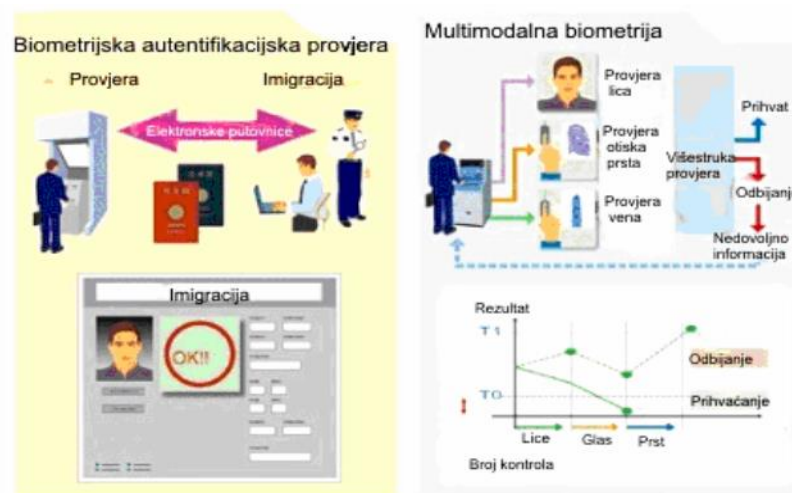 Biometrijska autentifikacijska provjera
Provjera
Imigracija
Elektronske putovnice
Imigracija
OK!!
Multimodalna biometrija
Provjera
lica
Provjera
otiska
prsta
Provjera
vena
Višestruka
provjera
Prihvat
Odbijanje
Nedovoljno
informacija
Rezultat
T1
Odbijanje
T0
Prihvaćanje
Lice
Glas
Prst
Broj kontrola